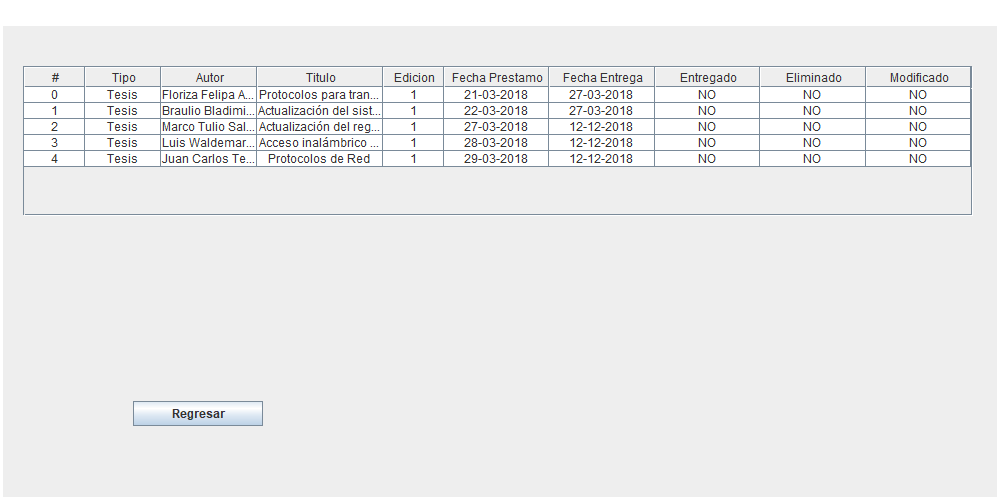 # Tipo Autor Titulo Edicion Fecha Prestamo Fecha Entrega Entregado Eliminado Modificado
0 Tesis Floriza Felipa A... Protocolos para tran... 1 21-03-2018 27-03-2018 NO NO NO
1 Tesis Braulio Bladimi... Actualización del sist... 1 22-03-2018 27-03-2018 NO NO NO
2 Tesis Marco Tulio Sal... Actualización del reg... 1 27-03-2018 12-12-2018 NO NO NO
3 Tesis Luis Waldemar... Acceso inalámbrico ... 1 28-03-2018 12-12-2018 NO NO NO
4 Tesis Juan Carlos Te... Protocolos de Red 1 29-03-2018 12-12-2018 NO NO NO
Regresar